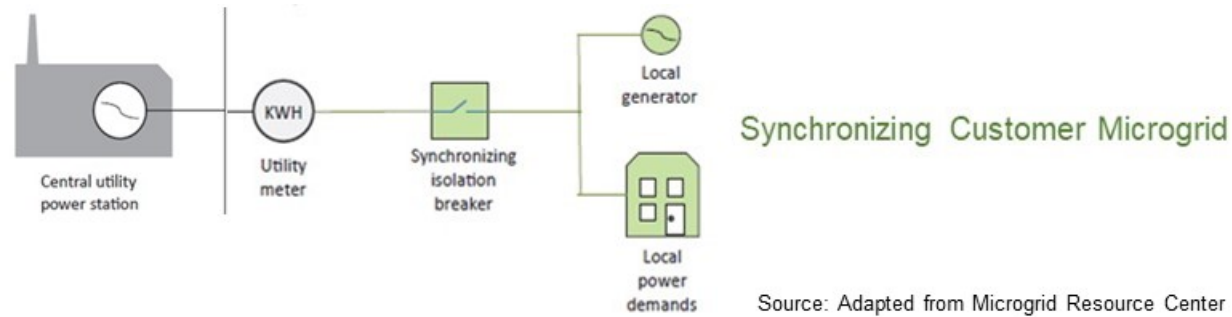 KWH
Local
generator
Synchronizing Customer Microgrid
Utility
meter
Synchronizing
isolation
breaker
Central utility
power station
Local
power
demands
Source: Adapted from Microgrid Resource Center